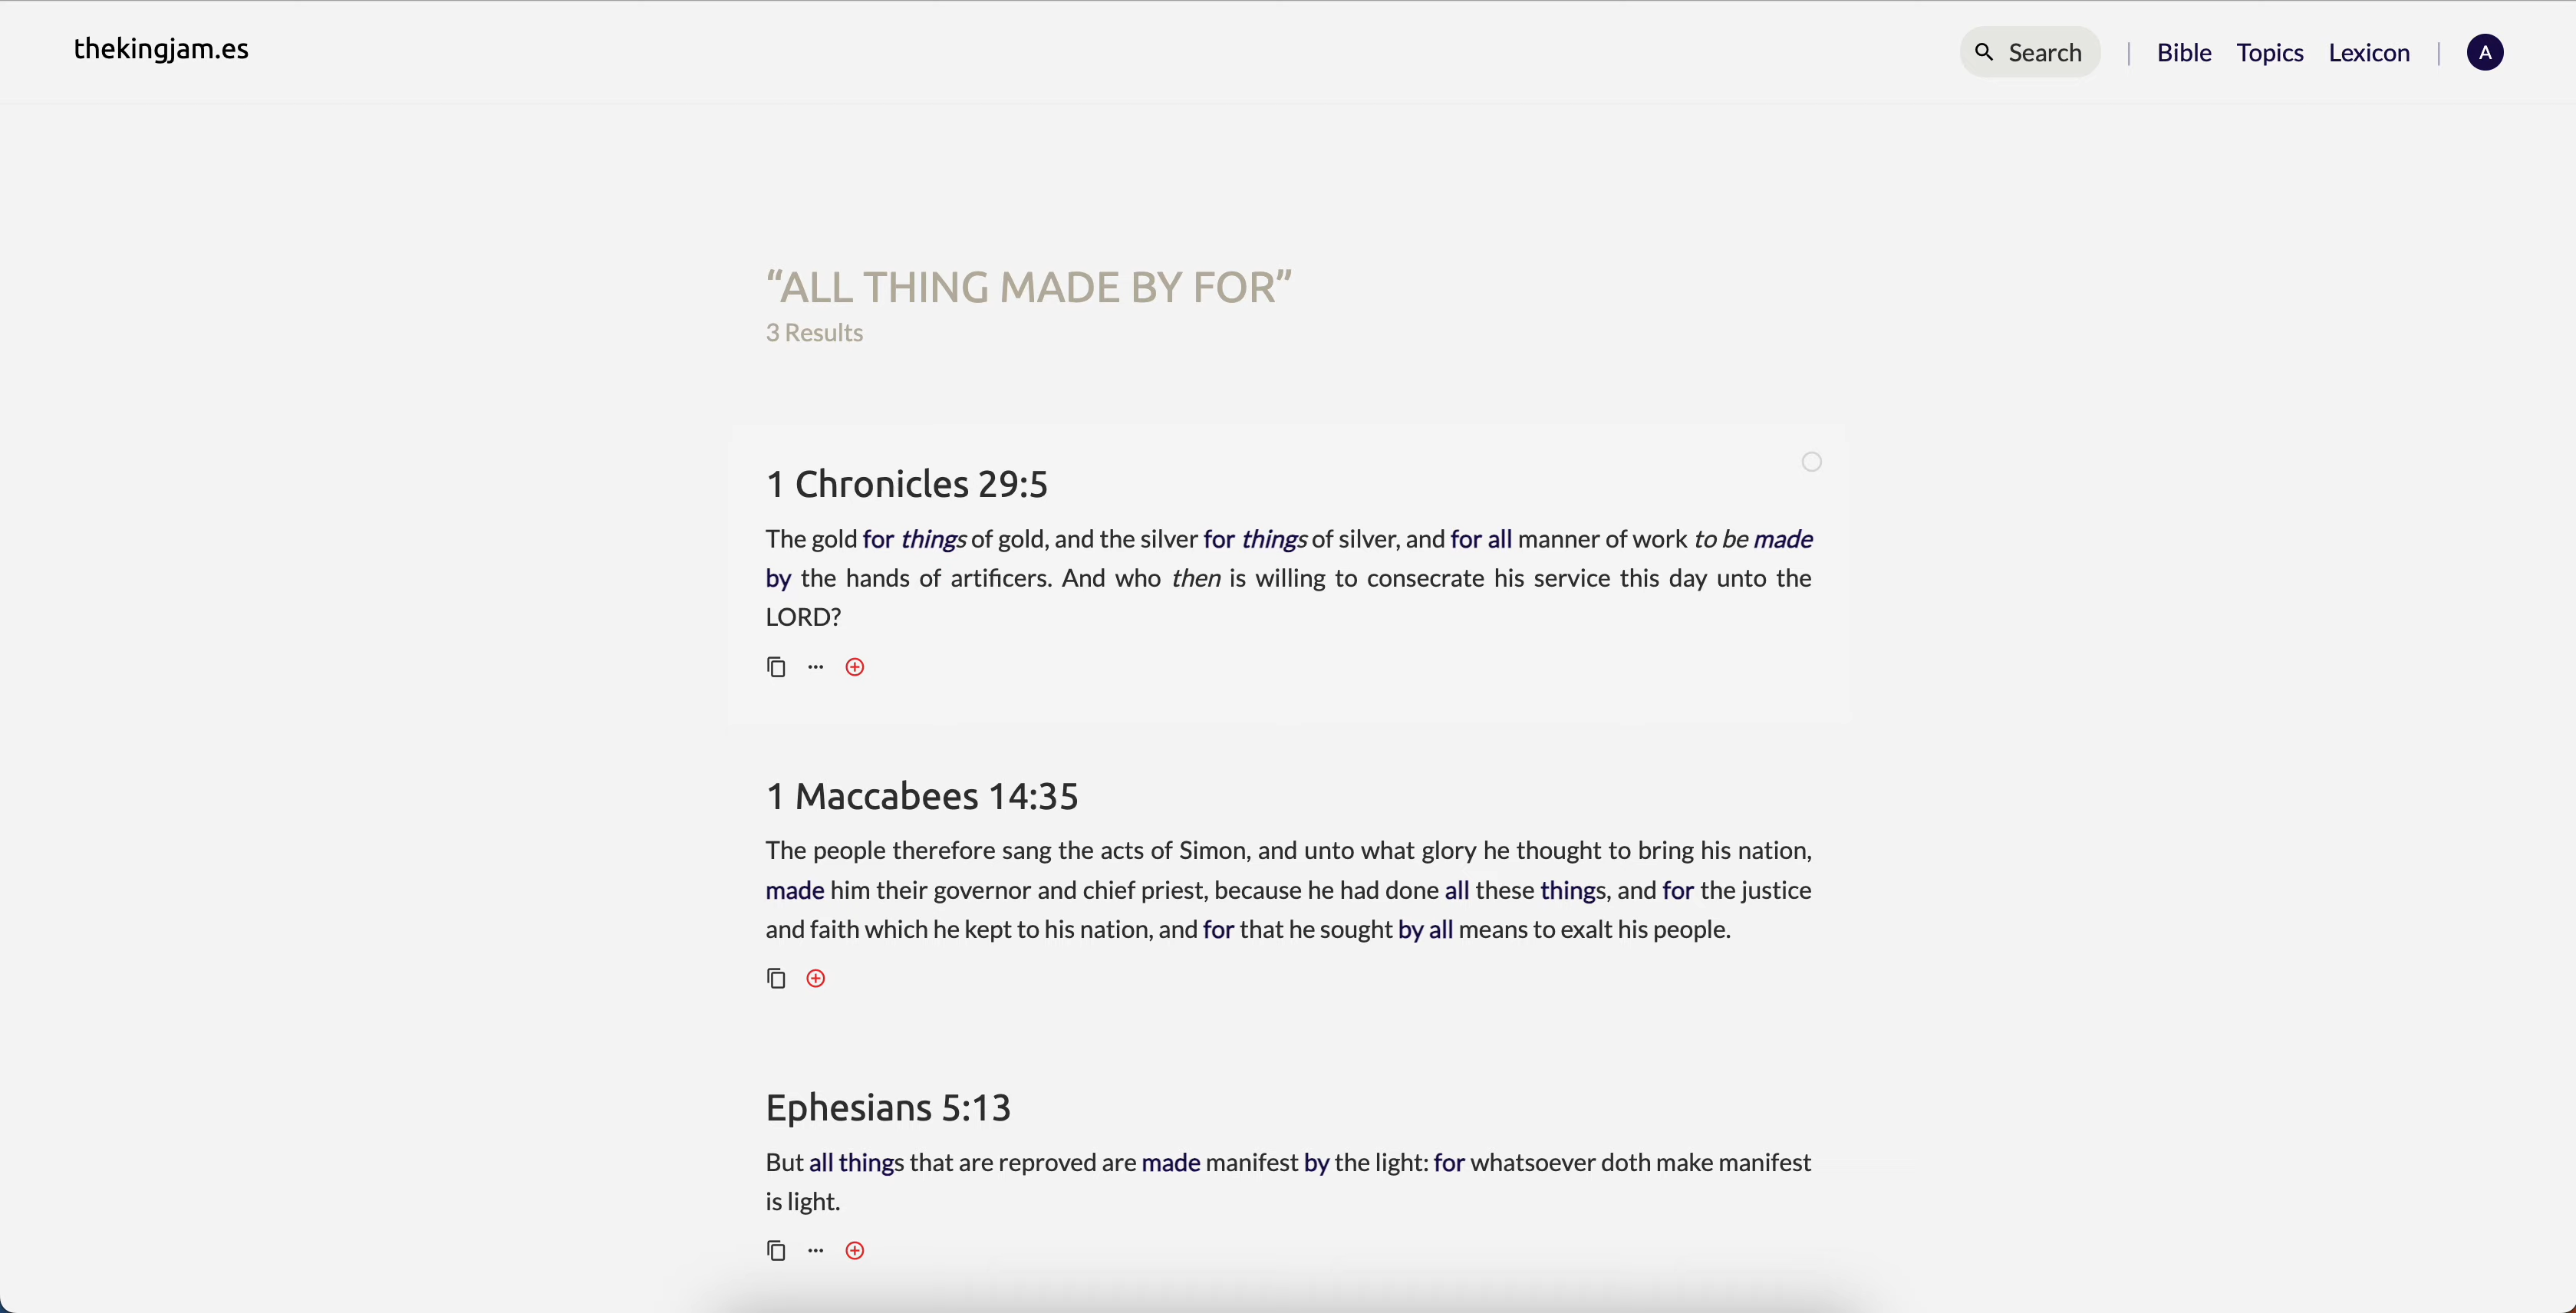 thekingjam.es
Search | Bible Topics Lexicon | A
“ALL THING MADE BY FOR”
3 Results
1 Chronicles 29:5
The gold for things of gold, and the silver for things of silver, and for all manner of work to be made
by the hands of artificers. And who then is willing to consecrate his service this day unto the
LORD?
1 Maccabees 14:35
The people therefore sang the acts of Simon, and unto what glory he thought to bring his nation,
made him their governor and chief priest, because he had done all these things, and for the justice
and faith which he kept to his nation, and for that he sought by all means to exalt his people.
Ephesians 5:13
But all things that are reproved are made manifest by the light: for whatsoever doth make manifest
is light.